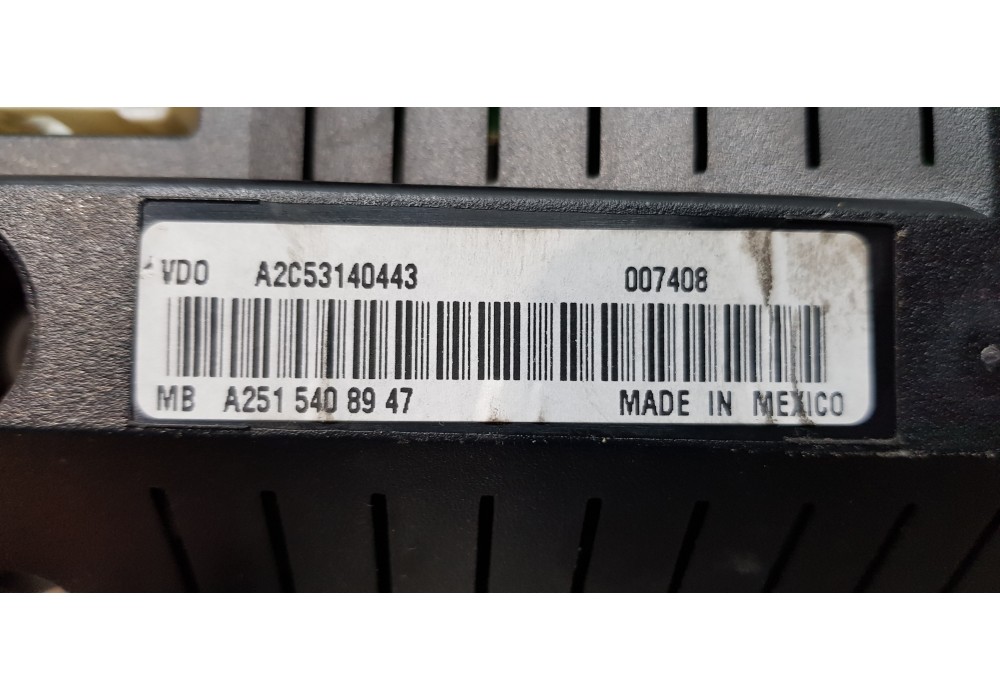 VDO A2C53140443 007408
MB A251 540 89 47 MADE IN MEXICO